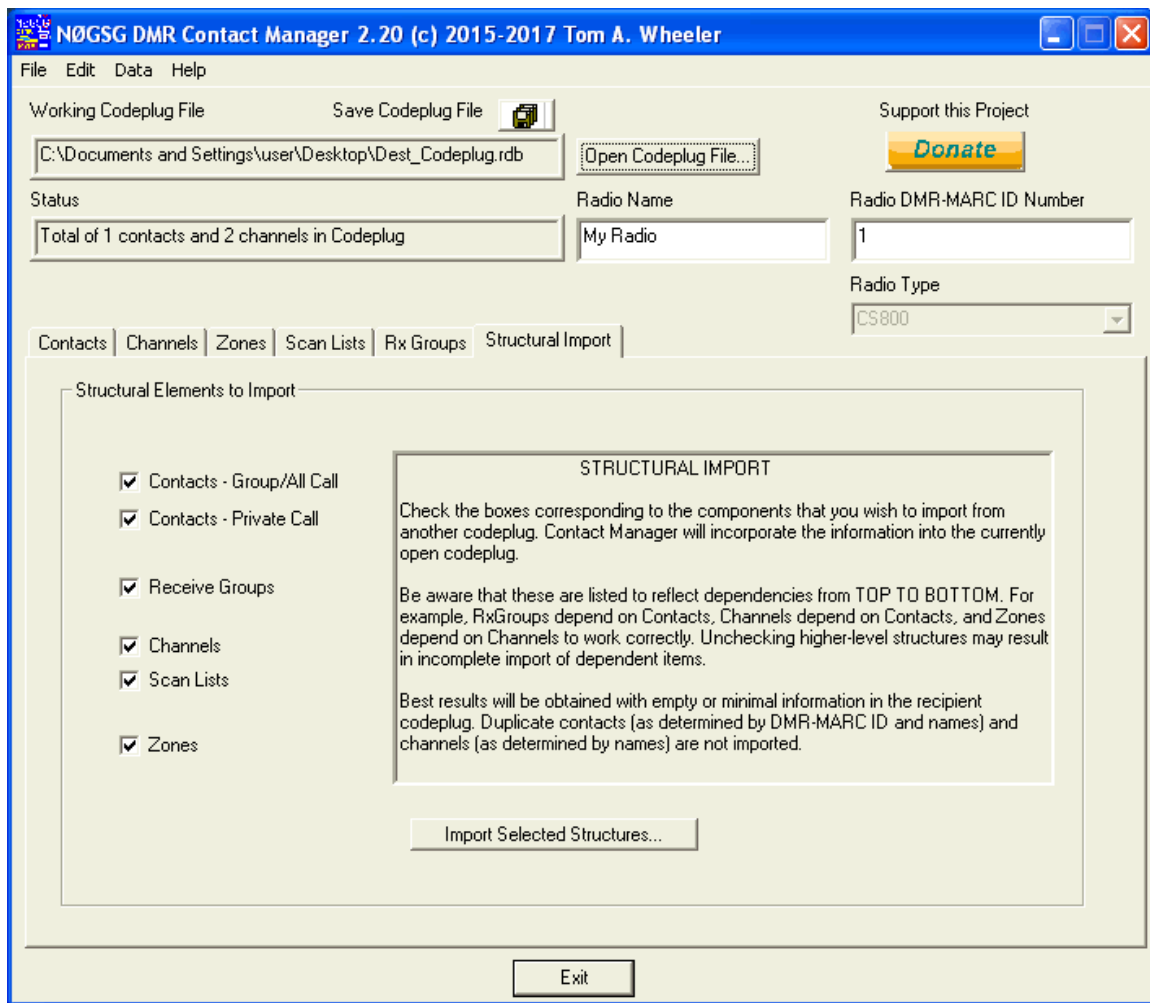 NØGSG DMR Contact Manager 2.20 (c) 2015-2017 Tom A. Wheeler
File Edit Data Help
Working Codeplug File Save Codeplug File Support this Project
C:\Documents and Settings\user\Desktop\Dest_Codeplug.rdb Open Codeplug File... Donate
Status Radio Name Radio DMR-MARC ID Number
Total of 1 contacts and 2 channels in Codeplug My Radio 1
Radio Type
CS800
Contacts Channels Zones Scan Lists Rx Groups Structural Import
Structural Elements to Import
Contacts - Group/All Call
Contacts - Private Call
Receive Groups
Channels
Scan Lists
Zones
STRUCTURAL IMPORT
Check the boxes corresponding to the components that you wish to import from
another codeplug. Contact Manager will incorporate the information into the currently
open codeplug.
Be aware that these are listed to reflect dependencies from TOP TO BOTTOM. For
example, RxGroups depend on Contacts, Channels depend on Contacts, and Zones
depend on Channels to work correctly. Unchecking higher-level structures may result
in incomplete import of dependent items.
Best results will be obtained with empty or minimal information in the recipient
codeplug. Duplicate contacts (as determined by DMR-MARC ID and names) and
channels (as determined by names) are not imported.
Import Selected Structures...
Exit